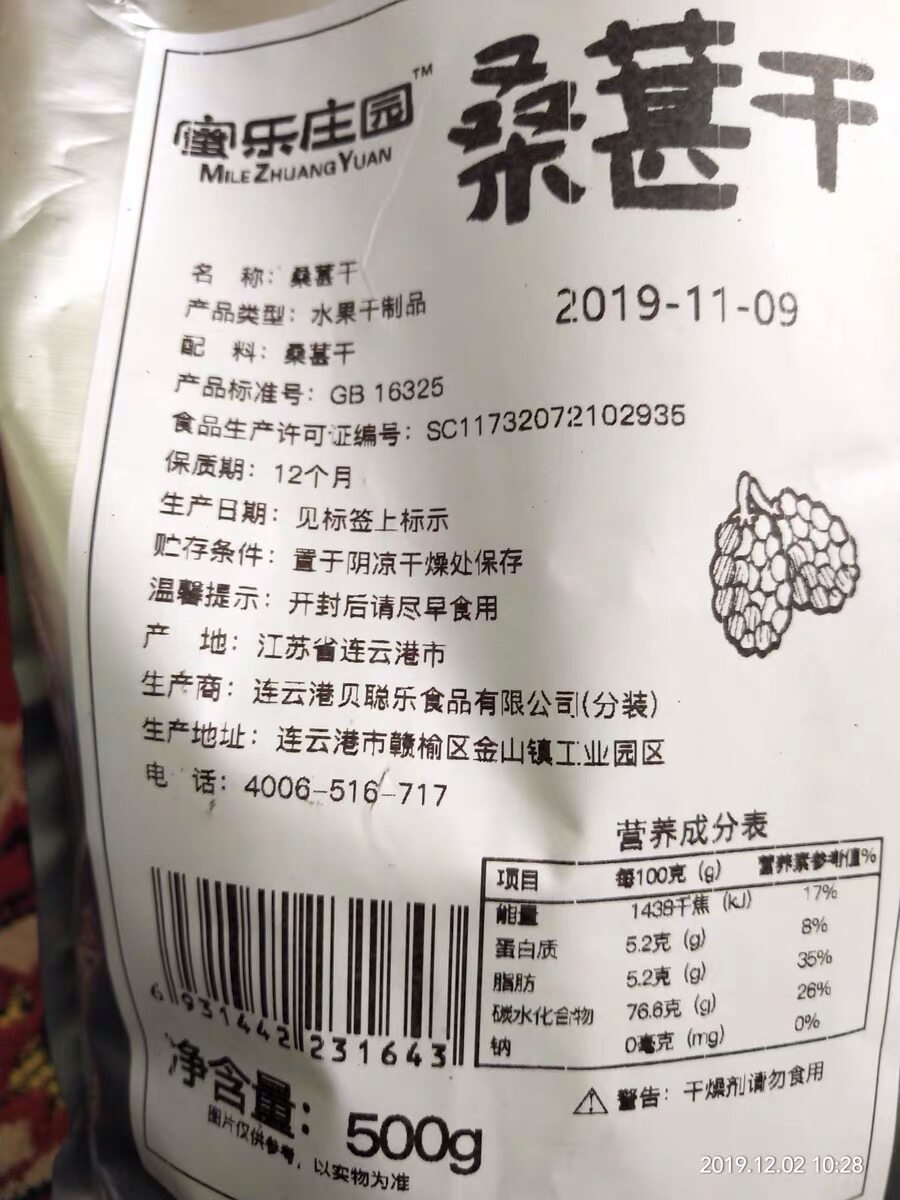 蜜乐庄园™
MILE ZHUANG YUAN
桑葚干
名 称：桑葚干
2019-11-09
产品类型：水果干制品
配 料：桑葚干
产品标准号：GB 16325
食品生产许可证编号：SC11732072102935
保质期：12个月
生产日期：见标签上标示
贮存条件：置于阴凉干燥处保存
温馨提示：开封后请尽早食用
产 地：江苏省连云港市
生产商：连云港贝聪乐食品有限公司(分装)
生产地址：连云港市赣榆区金山镇工业园区
电 话：4006-516-717
营养成分表
项目 每100克（g） 营养素参考值%
能量 1438千焦（kJ） 17%
蛋白质 5.2克（g） 8%
脂肪 5.2克（g） 35%
碳水化合物 76.6克（g） 26%
钠 0毫克（mg） 0%
6 931442 231643
警告：干燥剂请勿食用
净含量：500g
图片仅供参考，以实物为准
2019.12.02 10:28